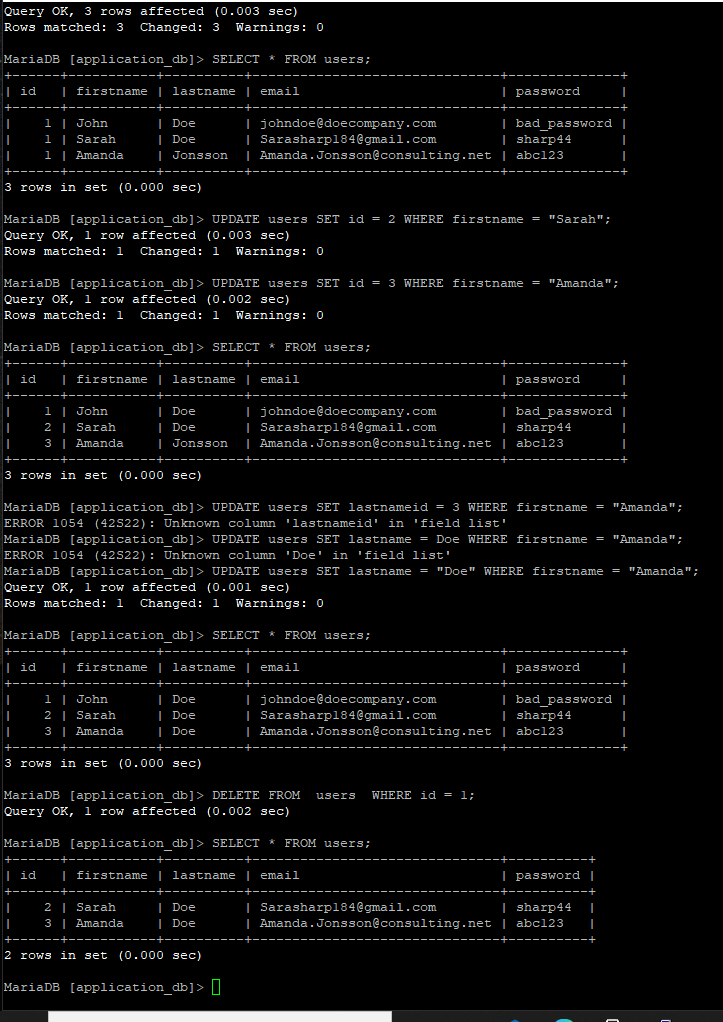 Query OK, 3 rows affected (0.003 sec)
Rows matched: 3  Changed: 3  Warnings: 0

MariaDB [application_db]> SELECT * FROM users;
+------+-----------+----------+-------------------------------+--------------+
| id   | firstname | lastname | email                         | password     |
+------+-----------+----------+-------------------------------+--------------+
|    1 | John      | Doe      | johndoe@doecompany.com        | bad_password |
|    1 | Sarah     | Doe      | Sarasharp184@gmail.com        | sharp44      |
|    1 | Amanda    | Jonsson  | Amanda.Jonsson@consulting.net | abc123       |
+------+-----------+----------+-------------------------------+--------------+
3 rows in set (0.000 sec)

MariaDB [application_db]> UPDATE users SET id = 2 WHERE firstname = "Sarah";
Query OK, 1 row affected (0.003 sec)
Rows matched: 1  Changed: 1  Warnings: 0

MariaDB [application_db]> UPDATE users SET id = 3 WHERE firstname = "Amanda";
Query OK, 1 row affected (0.002 sec)
Rows matched: 1  Changed: 1  Warnings: 0

MariaDB [application_db]> SELECT * FROM users;
+------+-----------+----------+-------------------------------+--------------+
| id   | firstname | lastname | email                         | password     |
+------+-----------+----------+-------------------------------+--------------+
|    1 | John      | Doe      | johndoe@doecompany.com        | bad_password |
|    2 | Sarah     | Doe      | Sarasharp184@gmail.com        | sharp44      |
|    3 | Amanda    | Jonsson  | Amanda.Jonsson@consulting.net | abc123       |
+------+-----------+----------+-------------------------------+--------------+
3 rows in set (0.000 sec)

MariaDB [application_db]> UPDATE users SET lastnameid = 3 WHERE firstname = "Amanda";
ERROR 1054 (42S22): Unknown column 'lastnameid' in 'field list'
MariaDB [application_db]> UPDATE users SET lastname = Doe WHERE firstname = "Amanda";
ERROR 1054 (42S22): Unknown column 'Doe' in 'field list'
MariaDB [application_db]> UPDATE users SET lastname = "Doe" WHERE firstname = "Amanda";
Query OK, 1 row affected (0.001 sec)
Rows matched: 1  Changed: 1  Warnings: 0

MariaDB [application_db]> SELECT * FROM users;
+------+-----------+----------+-------------------------------+--------------+
| id   | firstname | lastname | email                         | password     |
+------+-----------+----------+-------------------------------+--------------+
|    1 | John      | Doe      | johndoe@doecompany.com        | bad_password |
|    2 | Sarah     | Doe      | Sarasharp184@gmail.com        | sharp44      |
|    3 | Amanda    | Doe      | Amanda.Jonsson@consulting.net | abc123       |
+------+-----------+----------+-------------------------------+--------------+
3 rows in set (0.000 sec)

MariaDB [application_db]> DELETE FROM  users  WHERE id = 1;
Query OK, 1 row affected (0.002 sec)

MariaDB [application_db]> SELECT * FROM users;
+------+-----------+----------+-------------------------------+----------+
| id   | firstname | lastname | email                         | password |
+------+-----------+----------+-------------------------------+----------+
|    2 | Sarah     | Doe      | Sarasharp184@gmail.com        | sharp44  |
|    3 | Amanda    | Doe      | Amanda.Jonsson@consulting.net | abc123   |
+------+-----------+----------+-------------------------------+----------+
2 rows in set (0.000 sec)

MariaDB [application_db]>